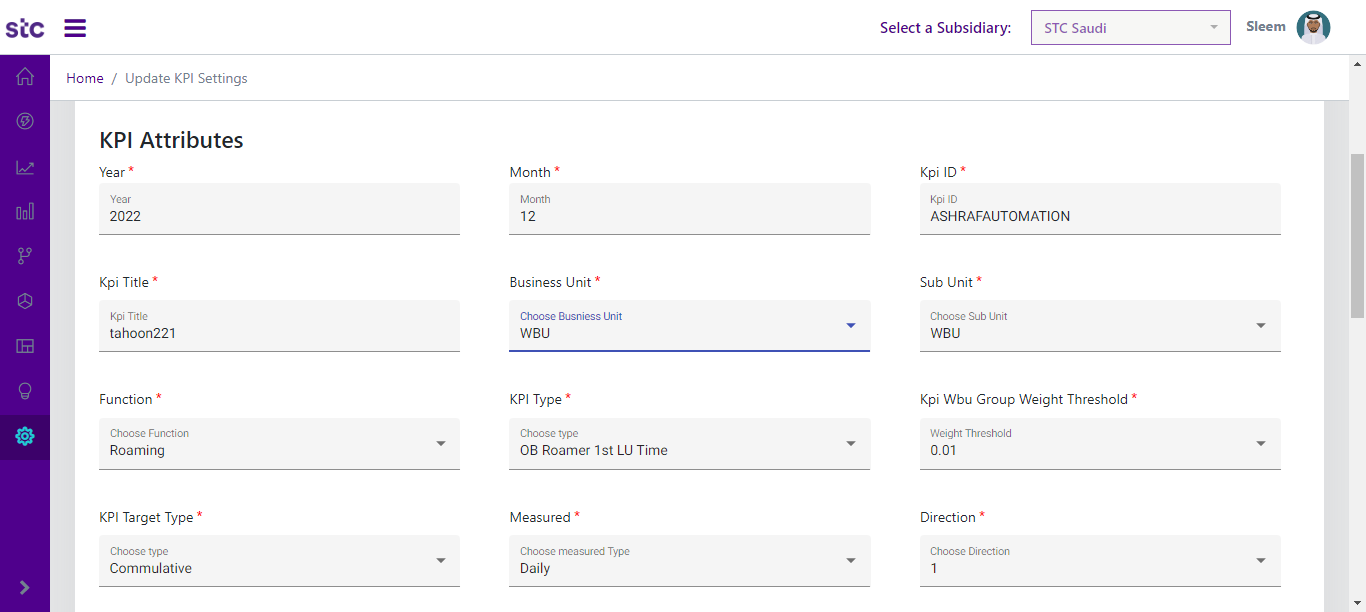 stc
Select a Subsidiary:
STC Saudi
Sleem
Home / Update KPI Settings
KPI Attributes
Year * Month * Kpi ID *
Year Month Kpi ID
2022 12 ASHRAFAUTOMATION
Kpi Title * Business Unit * Sub Unit *
Kpi Title Choose Busniess Unit Choose Sub Unit
tahoon221 WBU WBU
Function * KPI Type * Kpi Wbu Group Weight Threshold *
Choose Function Choose type Weight Threshold
Roaming OB Roamer 1st LU Time 0.01
KPI Target Type * Measured * Direction *
Choose type Choose measured Type Choose Direction
Commulative Daily 1